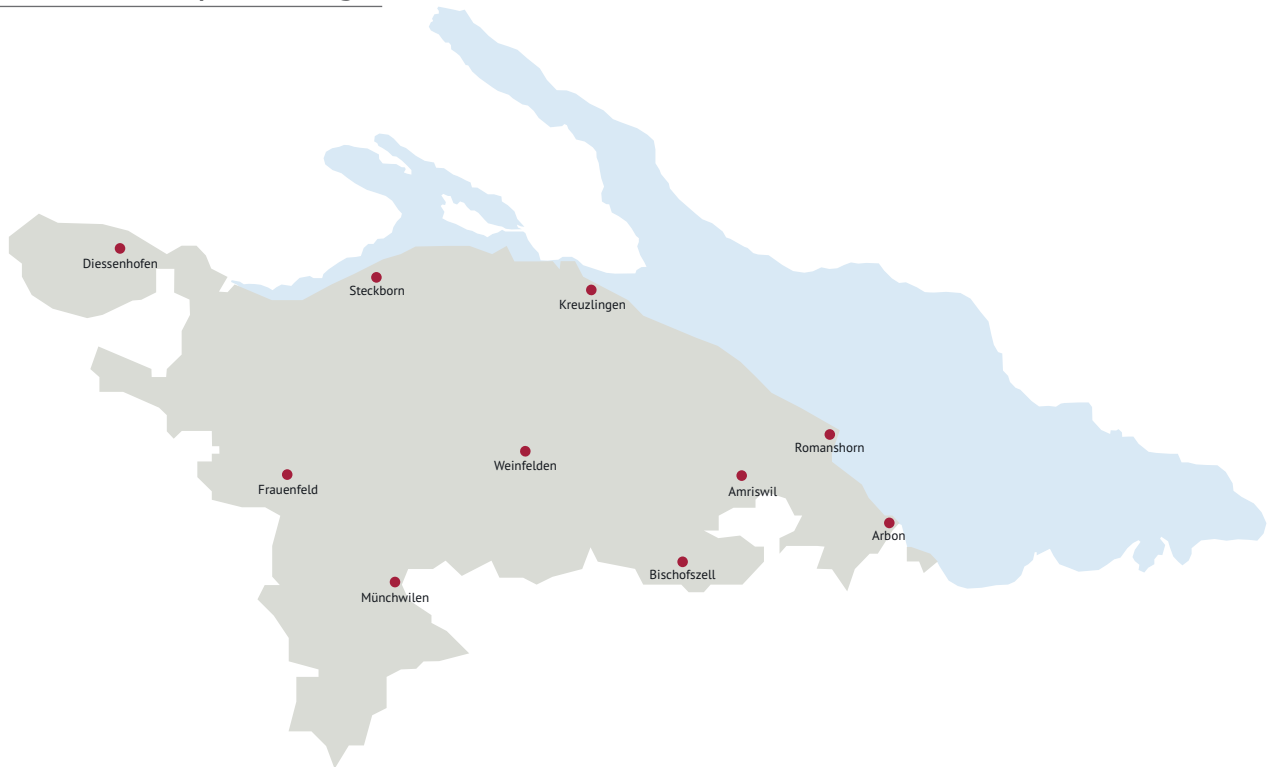 Diessenhofen
Steckborn
Kreuzlingen
Romanshorn
Weinfelden
Frauenfeld
Amriswil
Arbon
Bischofszell
Münchwilen